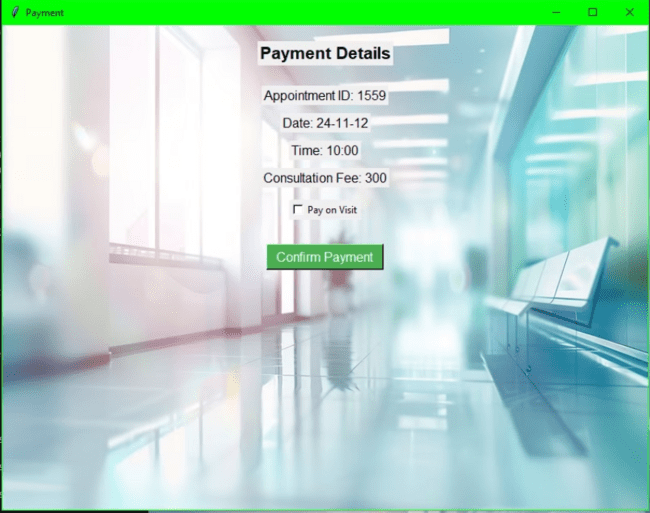 Payment
Payment Details
Appointment ID: 1559
Date: 24-11-12
Time: 10:00
Consultation Fee: 300
Pay on Visit
Confirm Payment